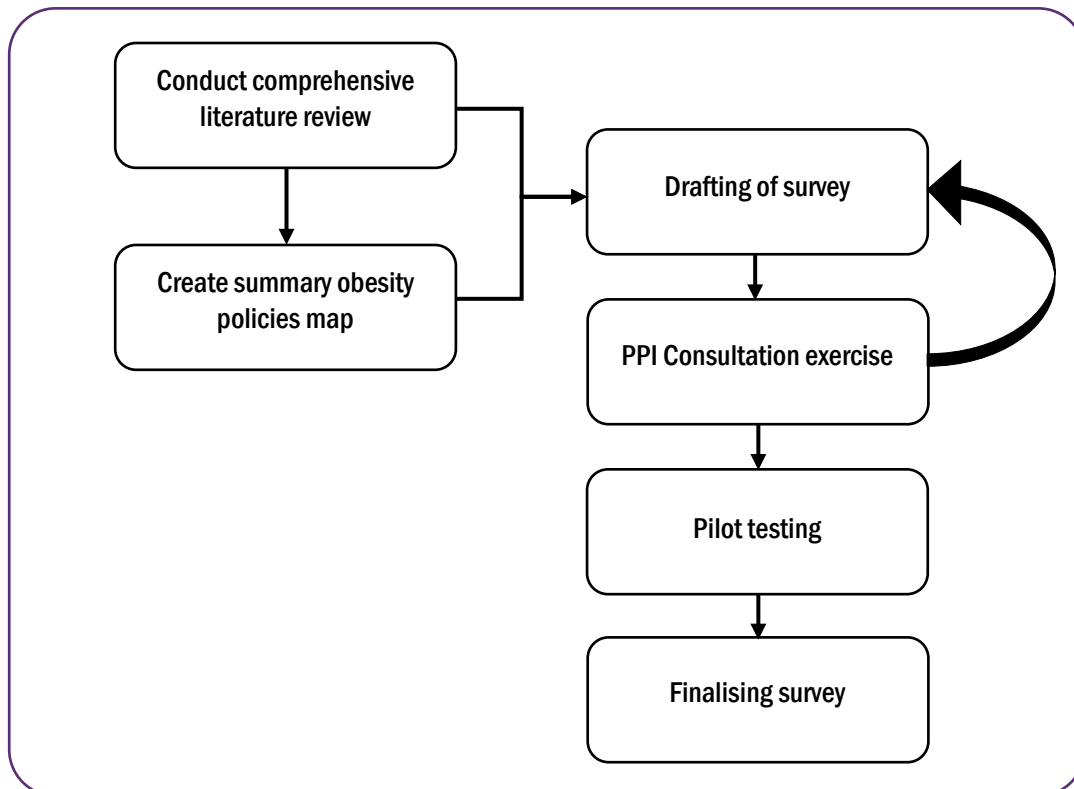 Conduct comprehensive
literature review
Create summary obesity
policies map
Drafting of survey
PPI Consultation exercise
Pilot testing
Finalising survey